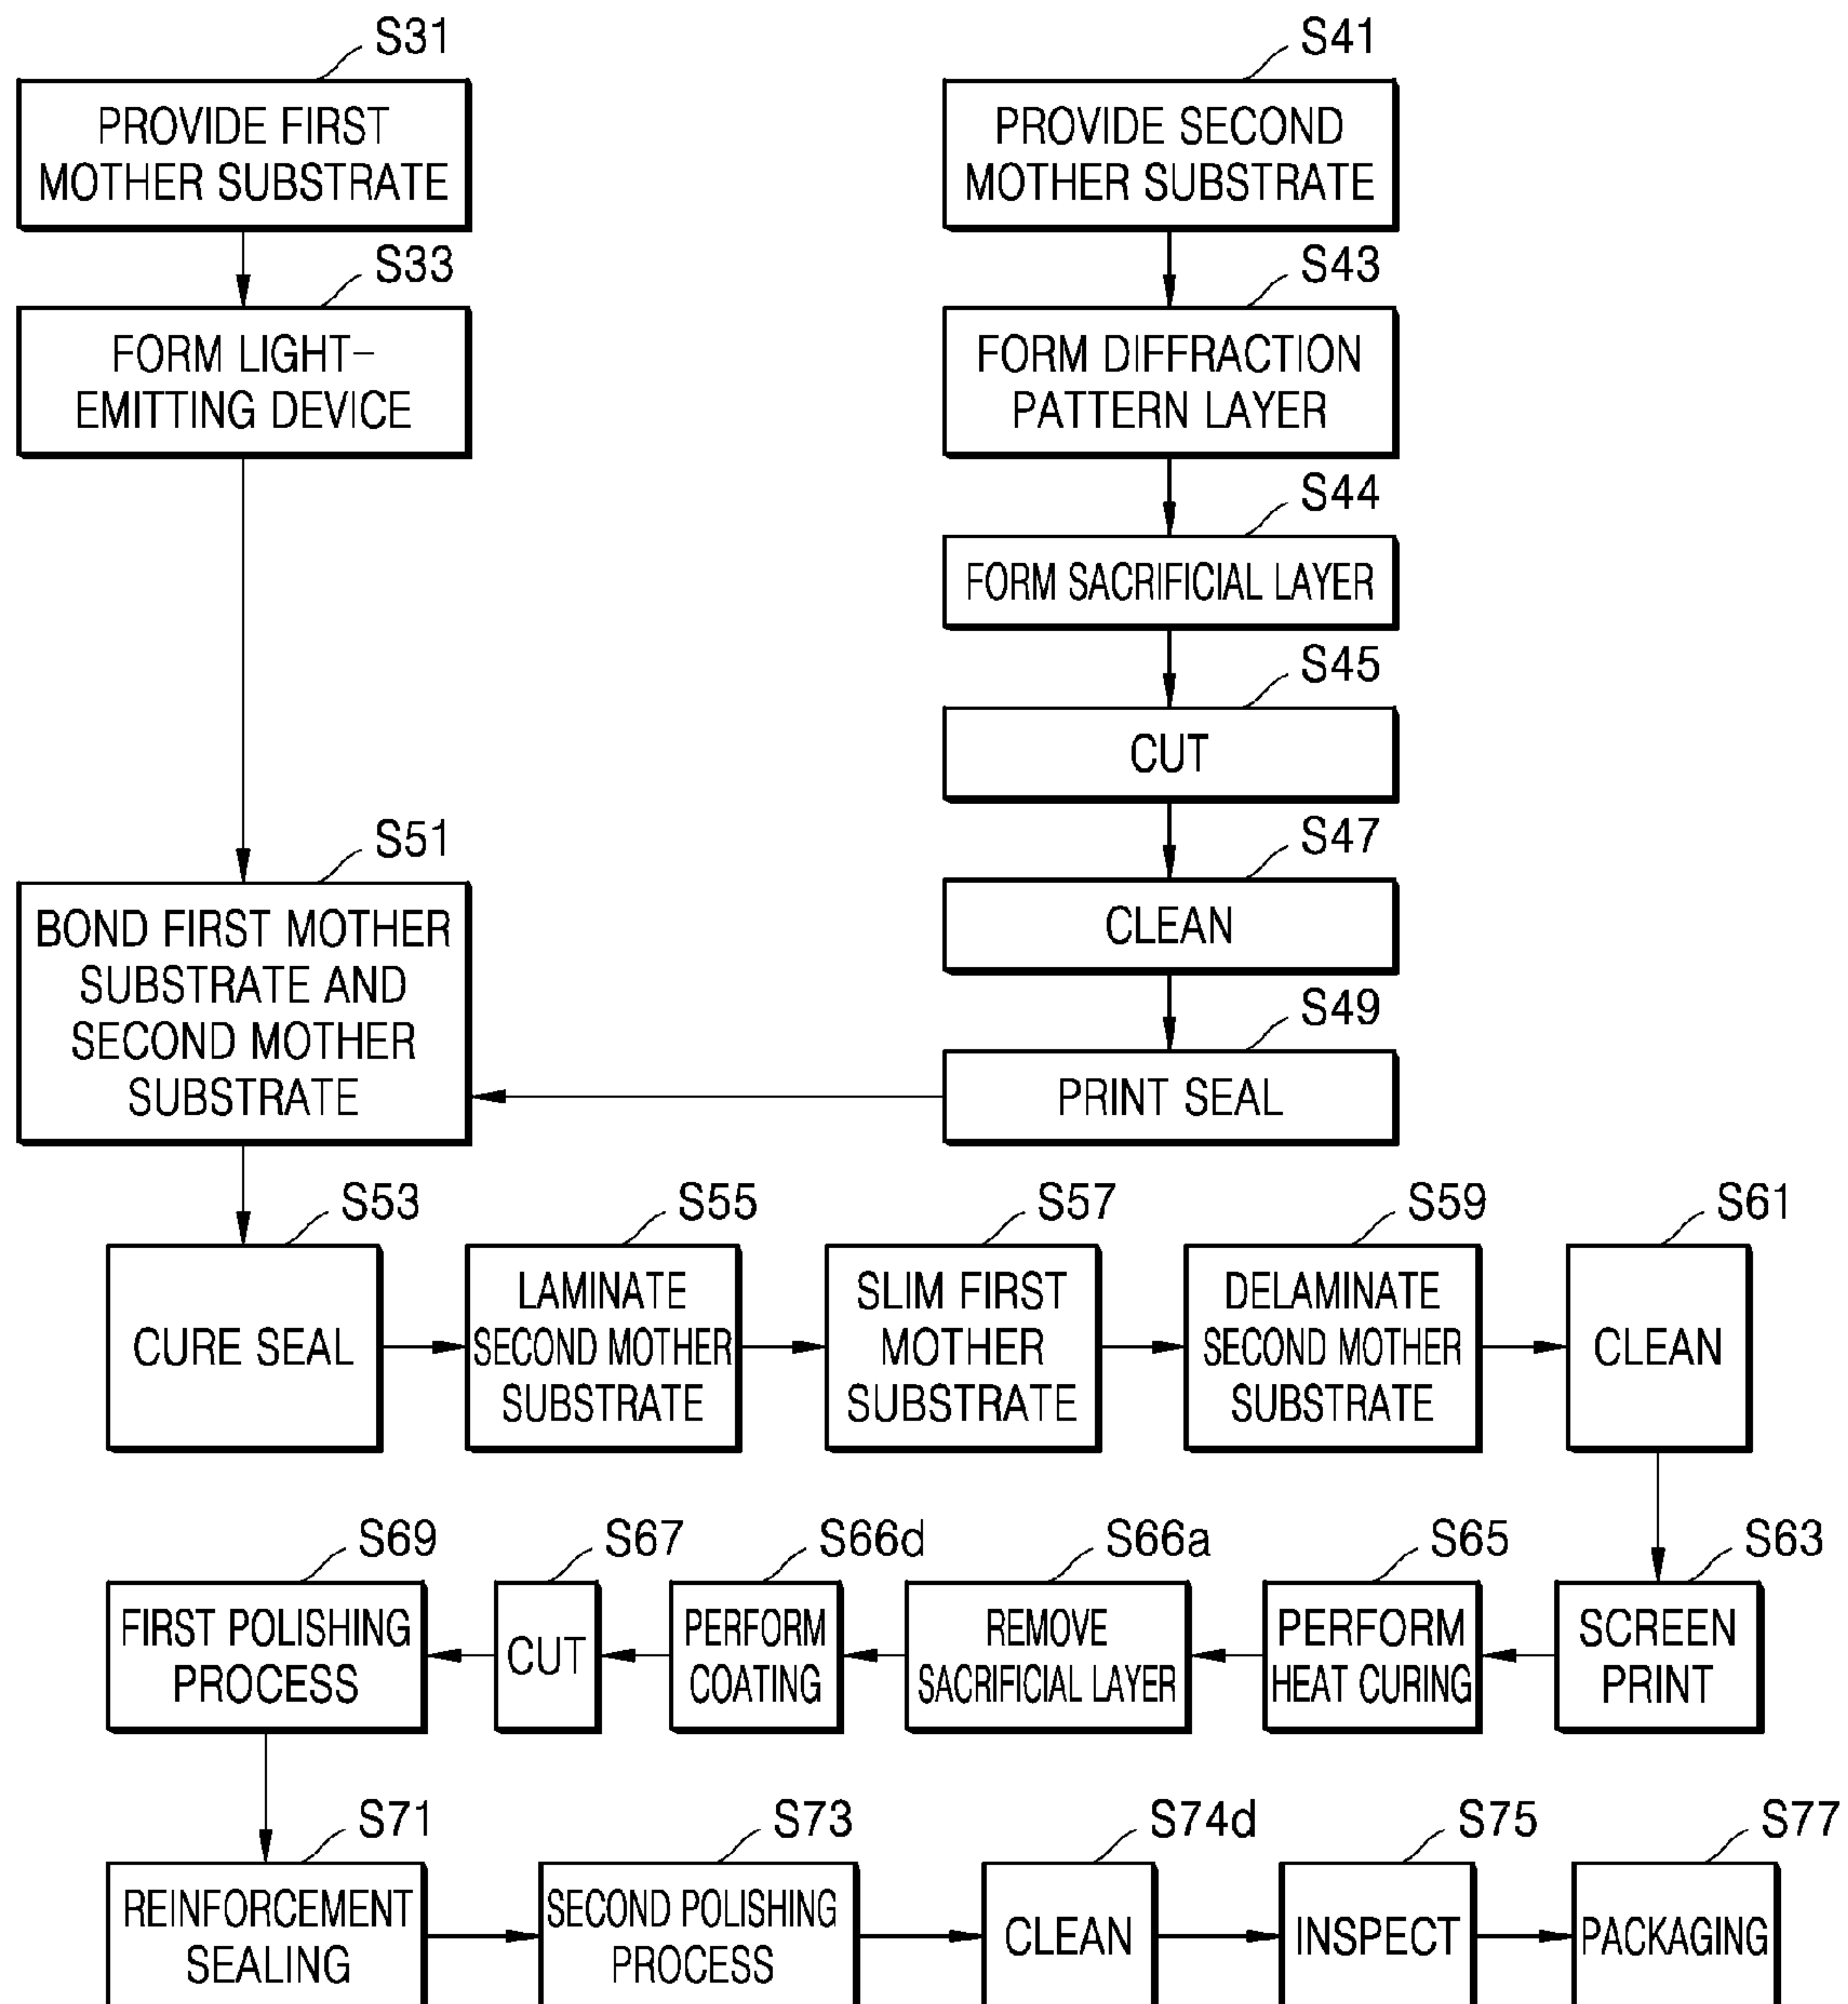 S31
PROVIDE FIRST
MOTHER SUBSTRATE
S33
FORM LIGHT-
EMITTING DEVICE
S41
PROVIDE SECOND
MOTHER SUBSTRATE
S43
FORM DIFFRACTION
PATTERN LAYER
S44
FORM SACRIFICIAL LAYER
S45
CUT
S47
CLEAN
S49
PRINT SEAL
S51
BOND FIRST MOTHER
SUBSTRATE AND
SECOND MOTHER
SUBSTRATE
S53
CURE SEAL
S55
LAMINATE
SECOND MOTHER
SUBSTRATE
S57
SLIM FIRST
MOTHER
SUBSTRATE
S59
DELAMINATE
SECOND MOTHER
SUBSTRATE
S61
CLEAN
S63
SCREEN
PRINT
S65
PERFORM
HEAT CURING
S66a
REMOVE
SACRIFICIAL LAYER
S66d
PERFORM
COATING
S67
CUT
S69
FIRST POLISHING
PROCESS
S71
REINFORCEMENT
SEALING
S73
SECOND POLISHING
PROCESS
S74d
CLEAN
S75
INSPECT
S77
PACKAGING